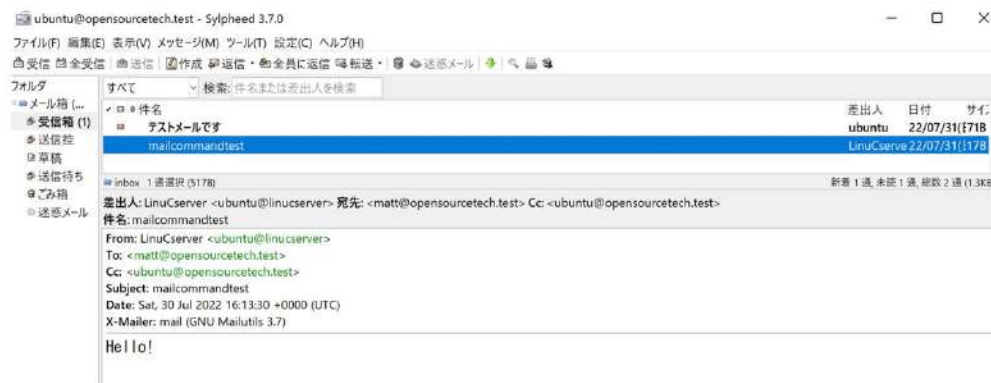 ubuntu@opensourcetech.test - Sylpheed 3.7.0
ファイル(F) 編集(E) 表示(V) メッセージ(M) ツール(T) 設定(C) ヘルプ(H)
受信 全受信 送信 作成 返信 全員に返信 転送 迷惑メール
フォルダ
メール箱 (...
受信箱 (1)
送信控
草稿
送信待ち
ごみ箱
迷惑メール
すべて 検索: 件名または差出人を検索
件名 差出人 日付 サイ
テストメールです ubuntu 22/07/31( 718
mailcommandtest LinuCserve 22/07/31( 178
inbox 1 通選択 (517B) 新着 1 通, 未読 1 通, 総数 2 通 (1.3KB
差出人: LinuCserver <ubuntu@linucserver> 宛先: <matt@opensourcetech.test> Cc: <ubuntu@opensourcetech.test>
件名: mailcommandtest
From: LinuCserver <ubuntu@linucserver>
To: <matt@opensourcetech.test>
Cc: <ubuntu@opensourcetech.test>
Subject: mailcommandtest
Date: Sat, 30 Jul 2022 16:13:30 +0000 (UTC)
X-Mailer: mail (GNU Mailutils 3.7)
Hello!